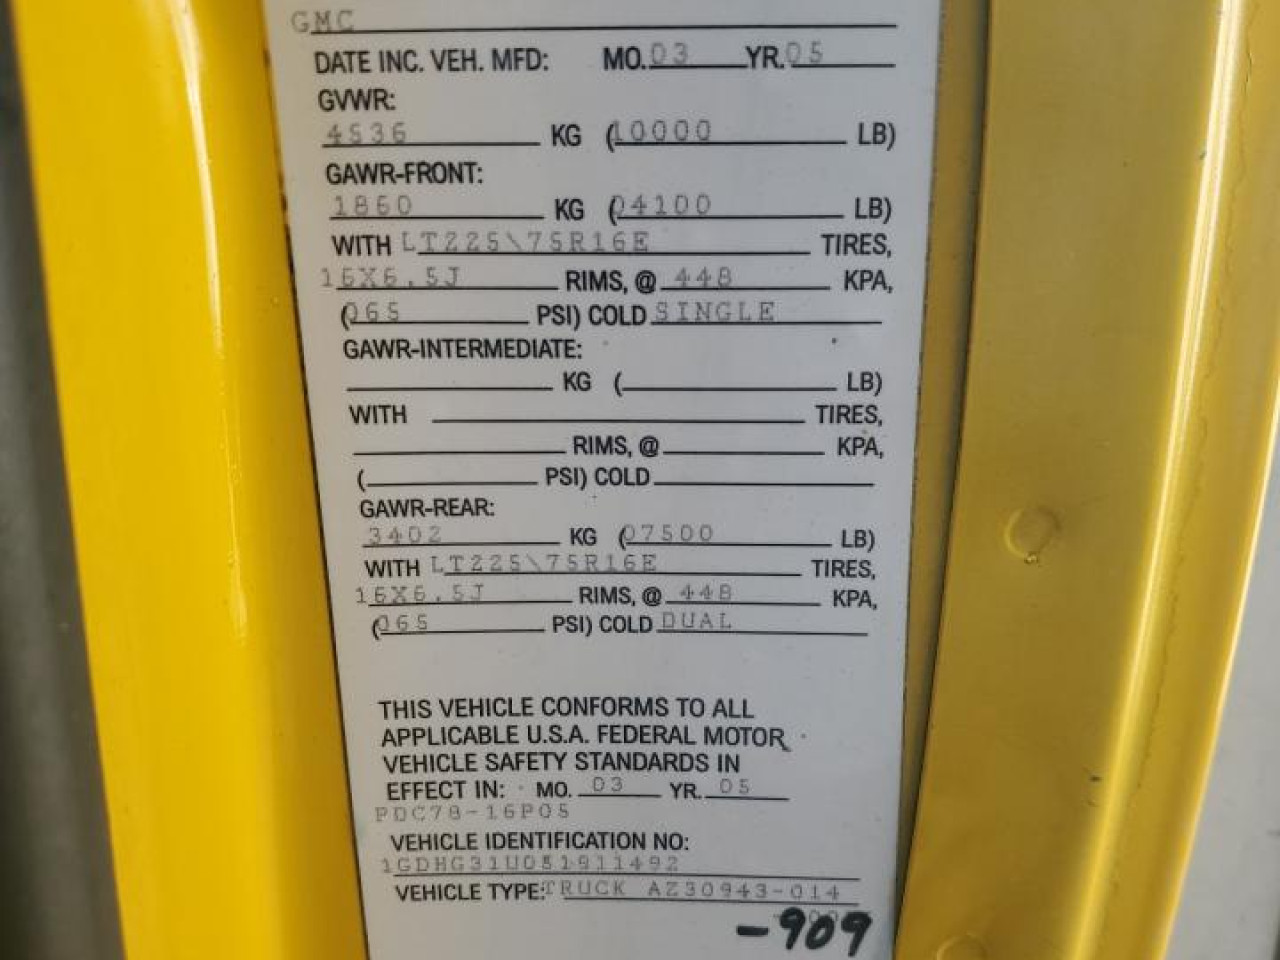 GMC
DATE INC. VEH. MFD: MO. 03 YR. 05
GVWR:
4536 KG (10000 LB)
GAWR-FRONT:
1860 KG (04100 LB)
WITH LT225\75R16E TIRES,
16X6.5J RIMS, @ 448 KPA,
(065 PSI) COLD SINGLE
GAWR-INTERMEDIATE:
KG ( LB)
WITH TIRES,
RIMS, @ KPA,
( PSI) COLD
GAWR-REAR:
3402 KG (07500 LB)
WITH LT225\75R16E TIRES,
16X6.5J RIMS, @ 448 KPA,
(065 PSI) COLD DUAL
THIS VEHICLE CONFORMS TO ALL
APPLICABLE U.S.A. FEDERAL MOTOR
VEHICLE SAFETY STANDARDS IN
EFFECT IN: MO. 03 YR. 05
PDC78-16P05
VEHICLE IDENTIFICATION NO:
1GDHG31U051911492
VEHICLE TYPE: TRUCK AZ30943-014
-909